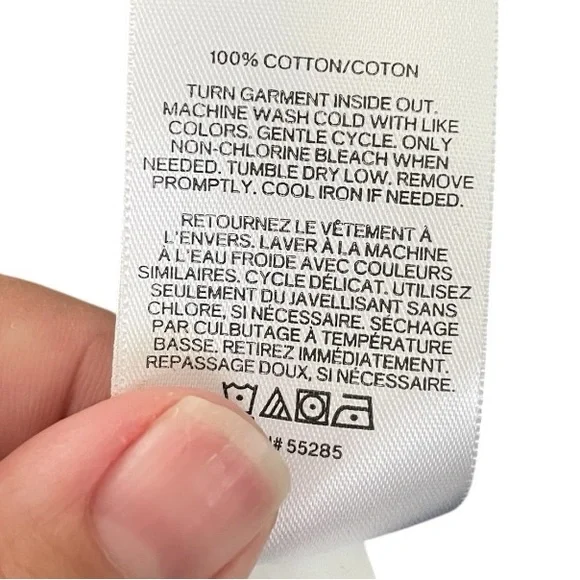 100% COTTON/COTON
TURN GARMENT INSIDE OUT.
MACHINE WASH COLD WITH LIKE
COLORS. GENTLE CYCLE. ONLY
NON-CHLORINE BLEACH WHEN
NEEDED. TUMBLE DRY LOW. REMOVE
PROMPTLY. COOL IRON IF NEEDED.
RETOURNEZ LE VÊTEMENT À
L'ENVERS. LAVER À LA MACHINE
À L'EAU FROIDE AVEC COULEURS
SIMILAIRES. CYCLE DÉLICAT. UTILISEZ
SEULEMENT DU JAVELLISANT SANS
CHLORE, SI NÉCESSAIRE. SÉCHAGE
PAR CULBUTAGE À TEMPÉRATURE
BASSE. RETIREZ IMMÉDIATEMENT.
REPASSAGE DOUX, SI NÉCESSAIRE.
# 55285